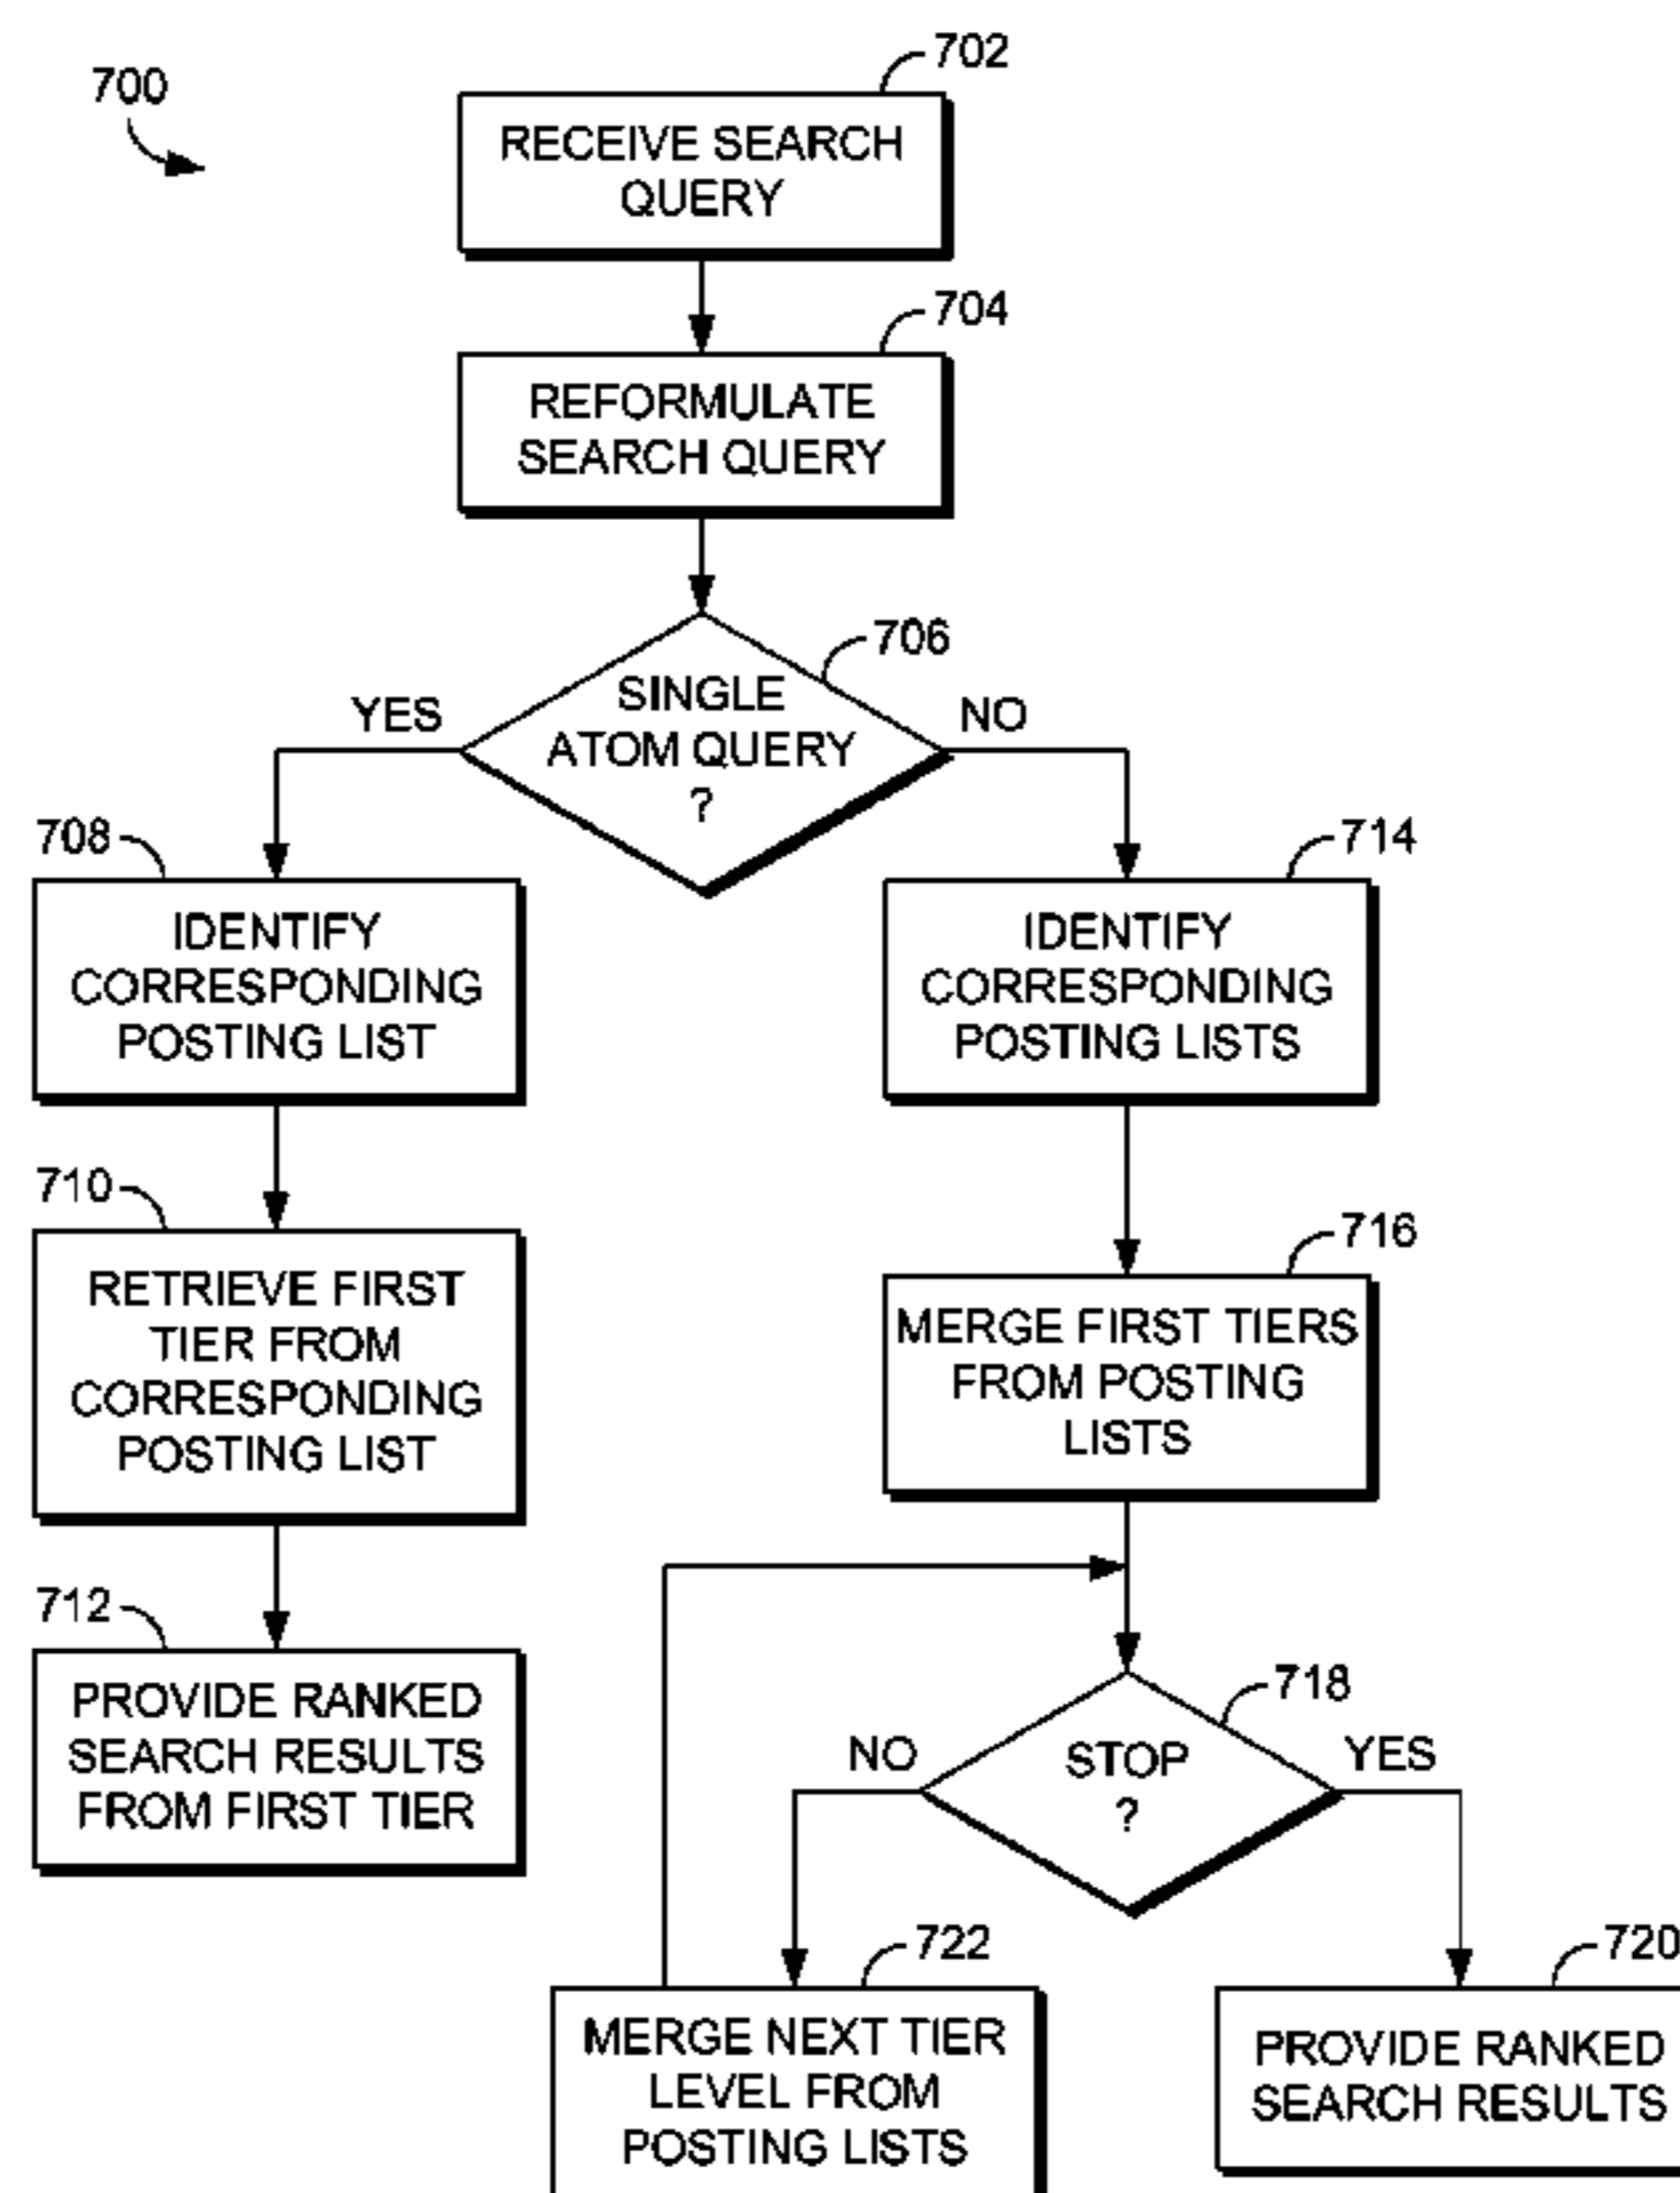 700
702
RECEIVE SEARCH
QUERY
704
REFORMULATE
SEARCH QUERY
706
SINGLE
ATOM QUERY
?
YES
NO
708
IDENTIFY
CORRESPONDING
POSTING LIST
714
IDENTIFY
CORRESPONDING
POSTING LISTS
710
RETRIEVE FIRST
TIER FROM
CORRESPONDING
POSTING LIST
716
MERGE FIRST TIERS
FROM POSTING
LISTS
712
PROVIDE RANKED
SEARCH RESULTS
FROM FIRST TIER
718
STOP
?
NO
YES
722
MERGE NEXT TIER
LEVEL FROM
POSTING LISTS
720
PROVIDE RANKED
SEARCH RESULTS